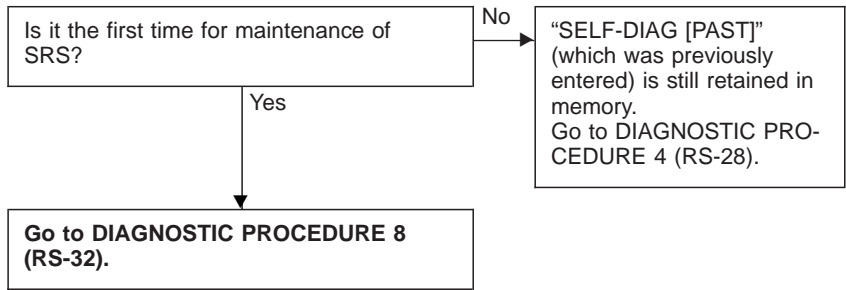 Is it the first time for maintenance of
SRS?
No
“SELF-DIAG [PAST]”
(which was previously
entered) is still retained in
memory.
Go to DIAGNOSTIC PRO-
CEDURE 4 (RS-28).
Yes
Go to DIAGNOSTIC PROCEDURE 8
(RS-32).